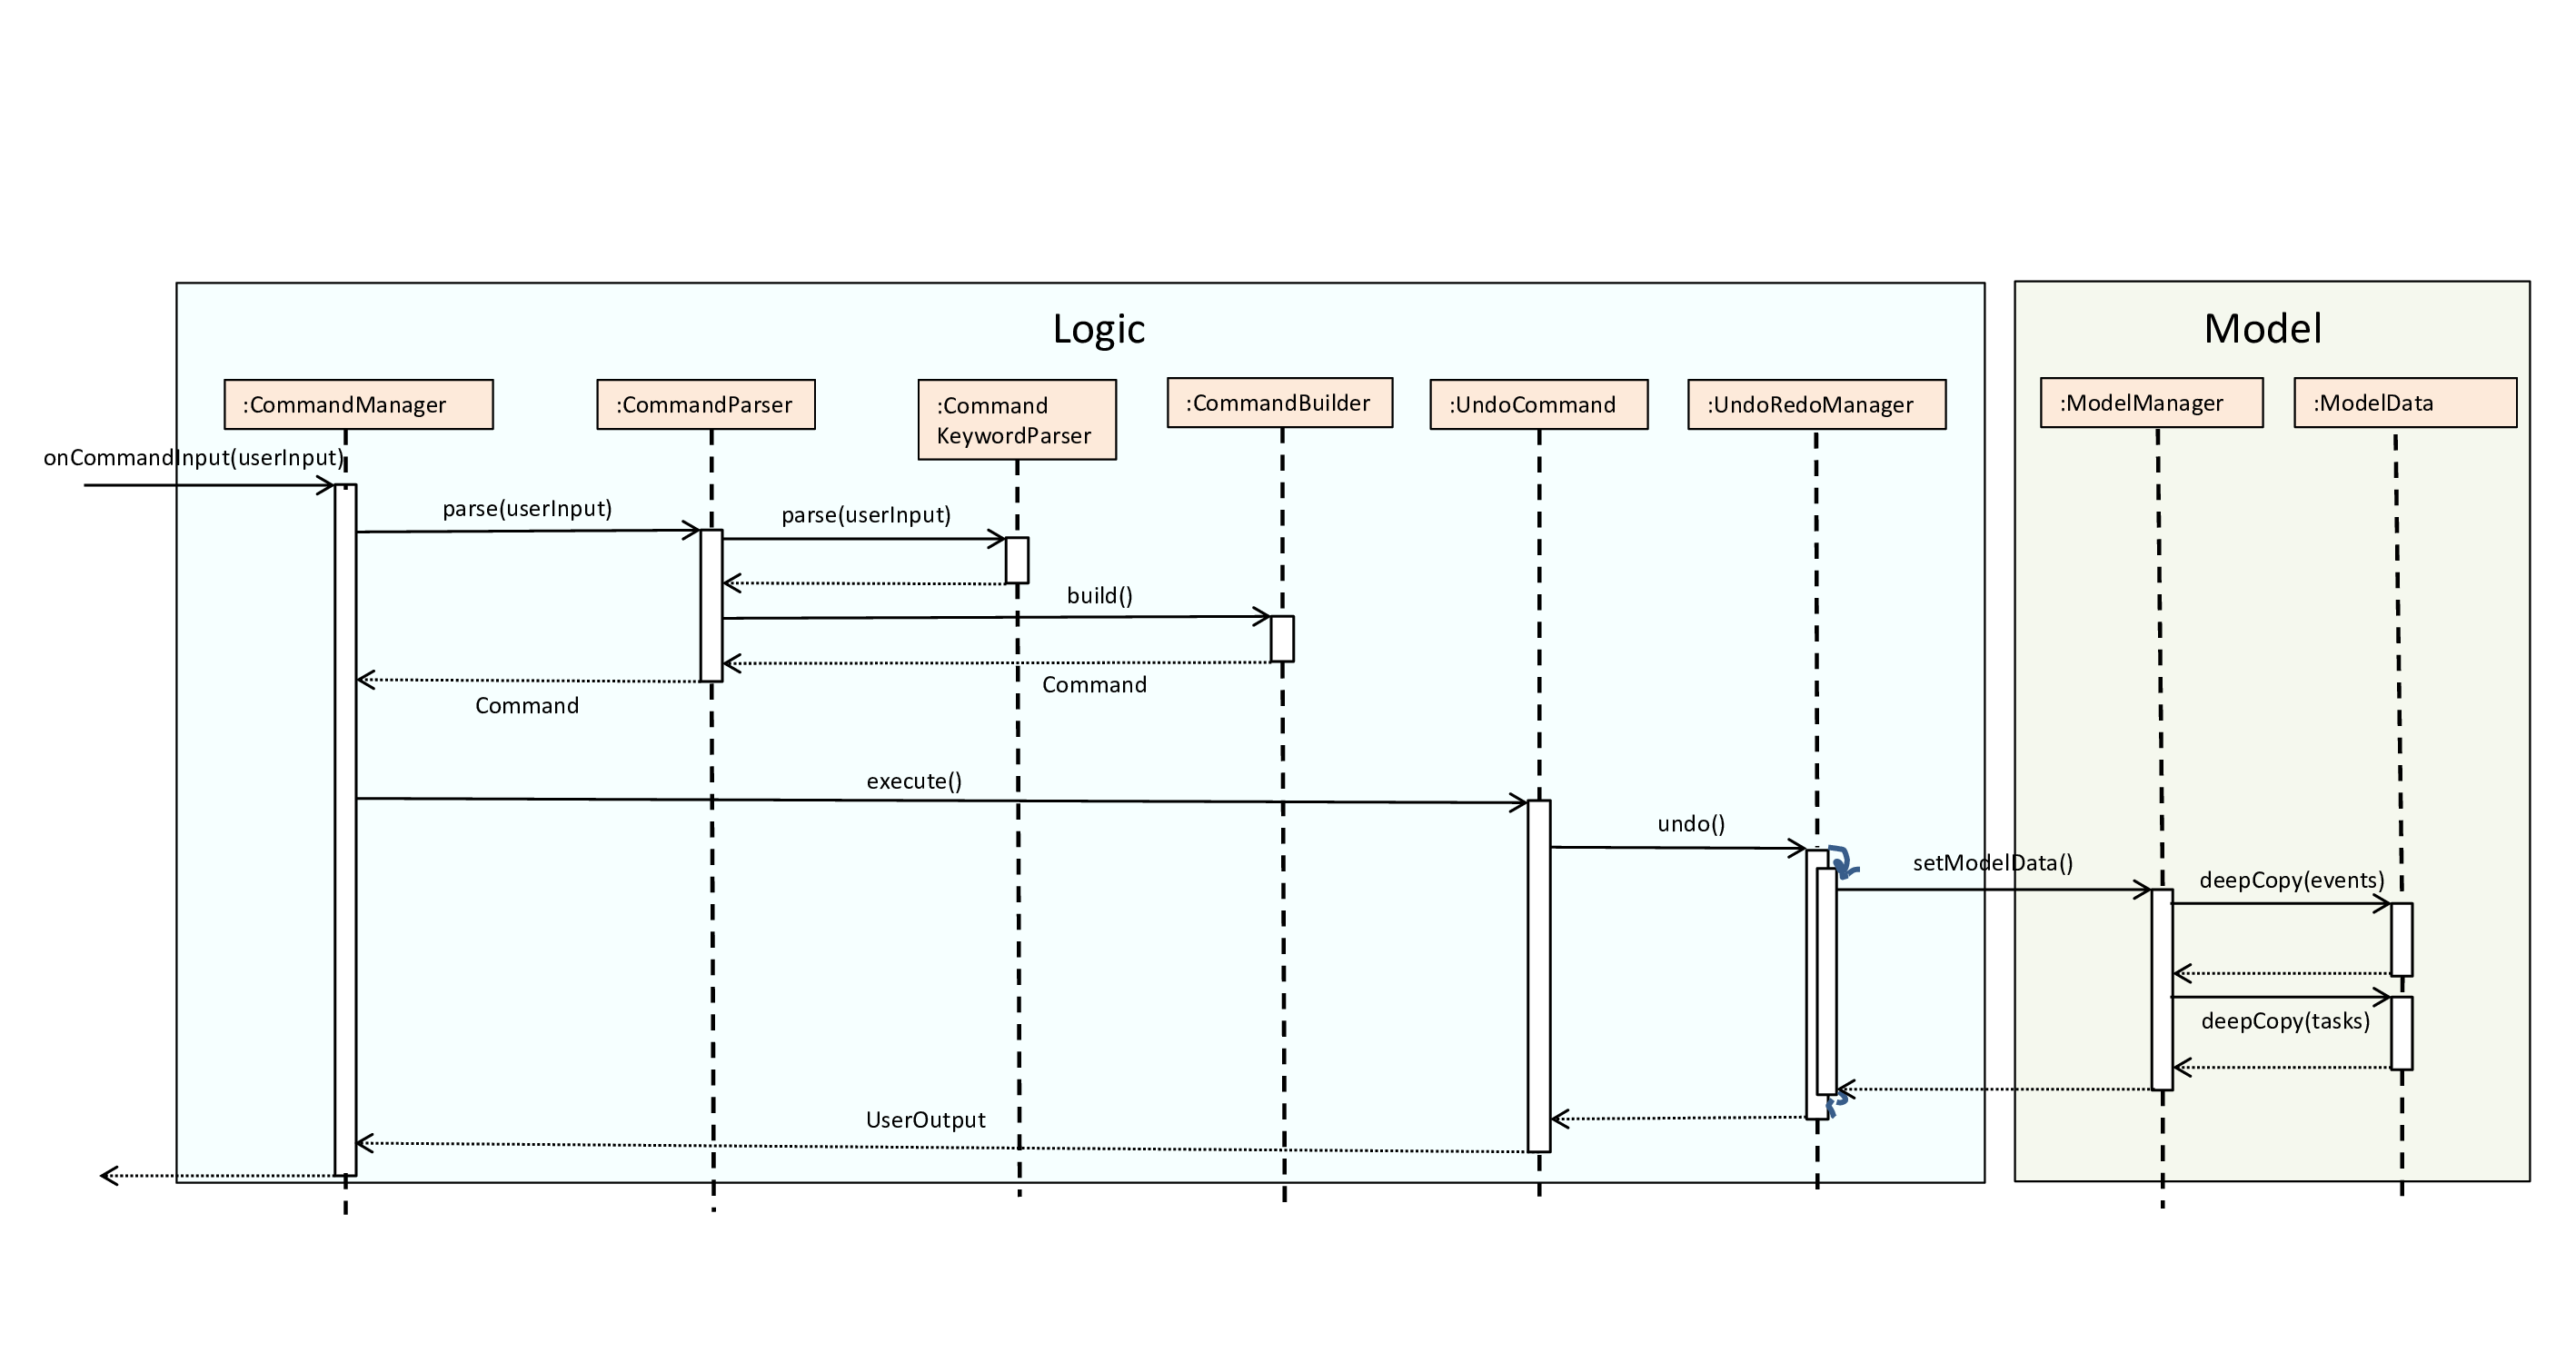 Logic
Model
:CommandManager
:CommandParser
:Command
KeywordParser
:CommandBuilder
:UndoCommand
:UndoRedoManager
:ModelManager
:ModelData
onCommandInput(userInput)
parse(userInput)
parse(userInput)
build()
Command
Command
execute()
undo()
setModelData()
deepCopy(events)
deepCopy(tasks)
UserOutput